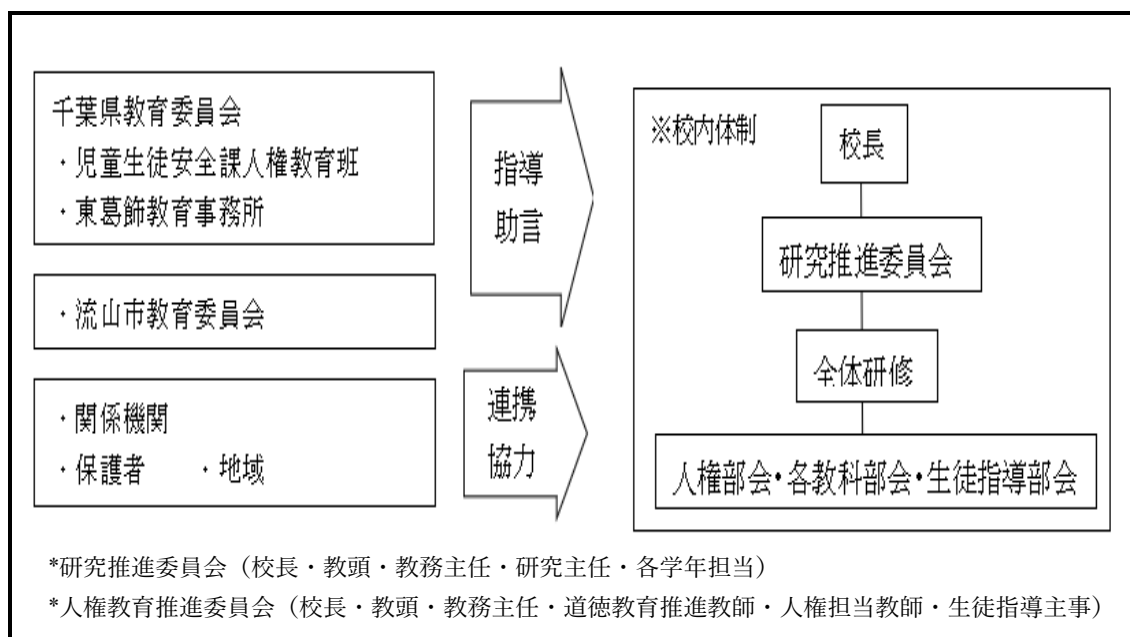 千葉県教育委員会
・児童生徒安全課人権教育班
・東葛飾教育事務所
・流山市教育委員会
・関係機関
・保護者　・地域
指導
助言
連携
協力
※校内体制
校長
研究推進委員会
全体研修
人権部会・各教科部会・生徒指導部会
*研究推進委員会（校長・教頭・教務主任・研究主任・各学年担当）
*人権教育推進委員会（校長・教頭・教務主任・道徳教育推進教師・人権担当教師・生徒指導主事）